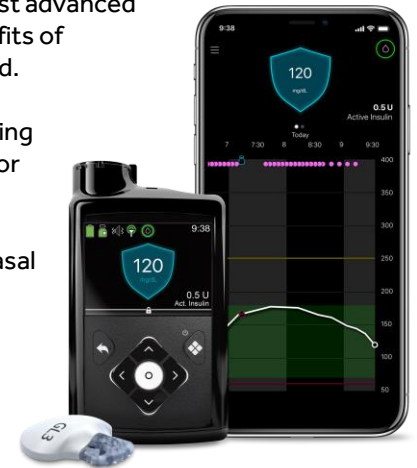 st advanced
fits of
d.
ing
or
asal
9:38
120
mg/dL
0.5 U
Act. Insulin
GL3
9:38
120
mg/dL
0.5 U
Active Insulin
Today
7 7:30 8 8:30 9 9:30
400
350
300
250
200
150
100
50